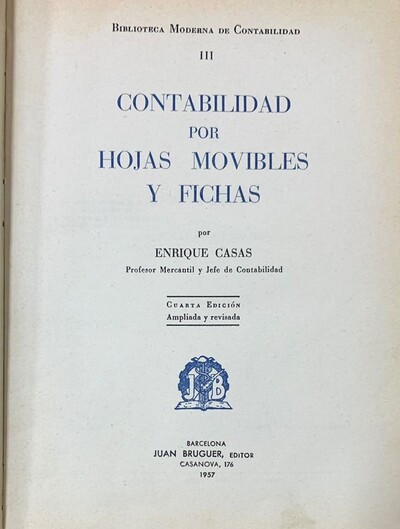 BIBLIOTECA MODERNA DE CONTABILIDAD
III
CONTABILIDAD
POR
HOJAS MOVIBLES
Y FICHAS
por
ENRIQUE CASAS
Profesor Mercantil y Jefe de Contabilidad
CUARTA EDICIÓN
Ampliada y revisada
J B
BARCELONA
JUAN BRUGUER, EDITOR
CASANOVA, 176
1957